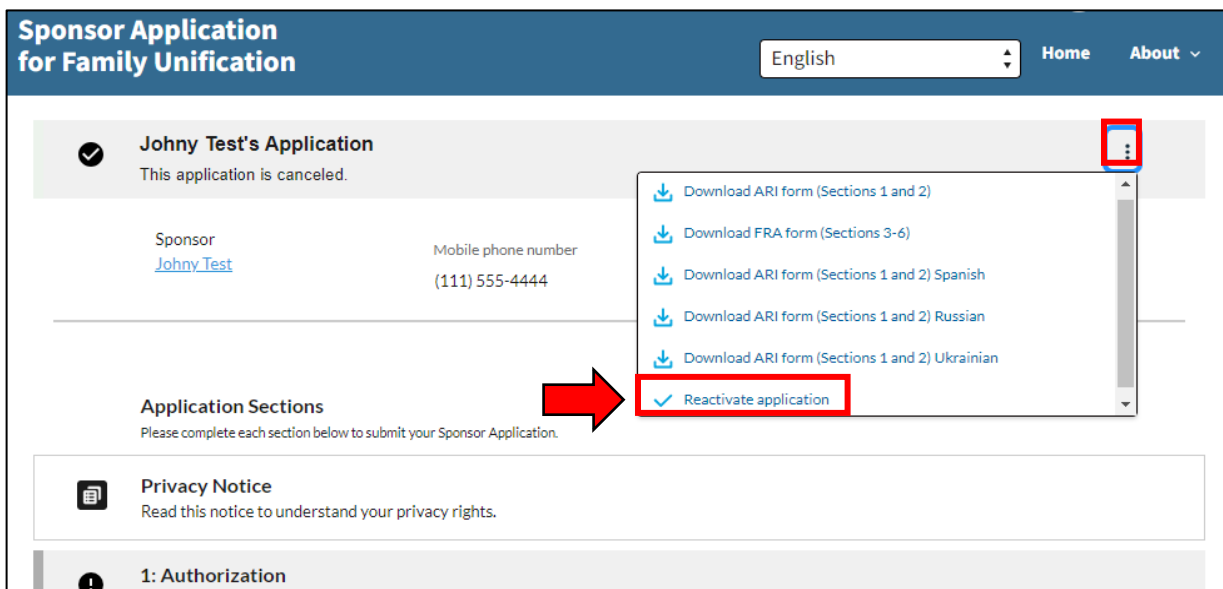 Sponsor Application
for Family Unification
English
Home
About
Johny Test's Application
This application is canceled.
Download ARI form (Sections 1 and 2)
Download FRA form (Sections 3-6)
Download ARI form (Sections 1 and 2) Spanish
Download ARI form (Sections 1 and 2) Russian
Download ARI form (Sections 1 and 2) Ukrainian
Reactivate application
Sponsor
Johny Test
Mobile phone number
(111) 555-4444
Application Sections
Please complete each section below to submit your Sponsor Application.
Privacy Notice
Read this notice to understand your privacy rights.
1: Authorization